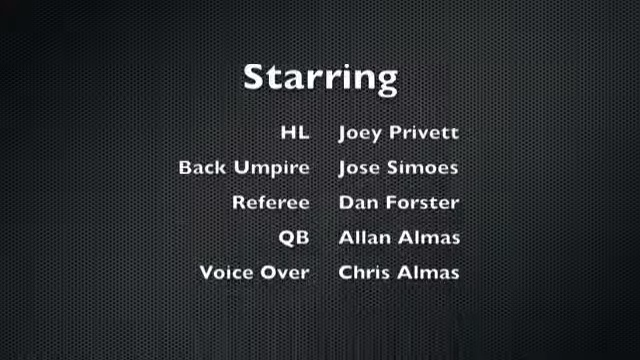 Starring
HL Joey Privett
Back Umpire Jose Simoes
Referee Dan Forster
QB Allan Almas
Voice Over Chris Almas